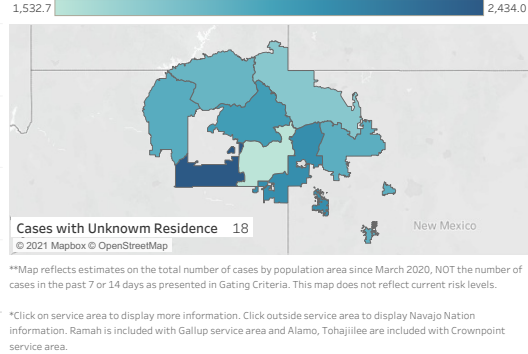 1,532.7 2,434.0
New Mexico
Cases with Unknowm Residence 18
© 2021 Mapbox © OpenStreetMap
**Map reflects estimates on the total number of cases by population area since March 2020, NOT the number of
cases in the past 7 or 14 days as presented in Gating Criteria. This map does not reflect current risk levels.
*Click on service area to display more information. Click outside service area to display Navajo Nation
information. Ramah is included with Gallup service area and Alamo, Tohajiilee are included with Crownpoint
service area.